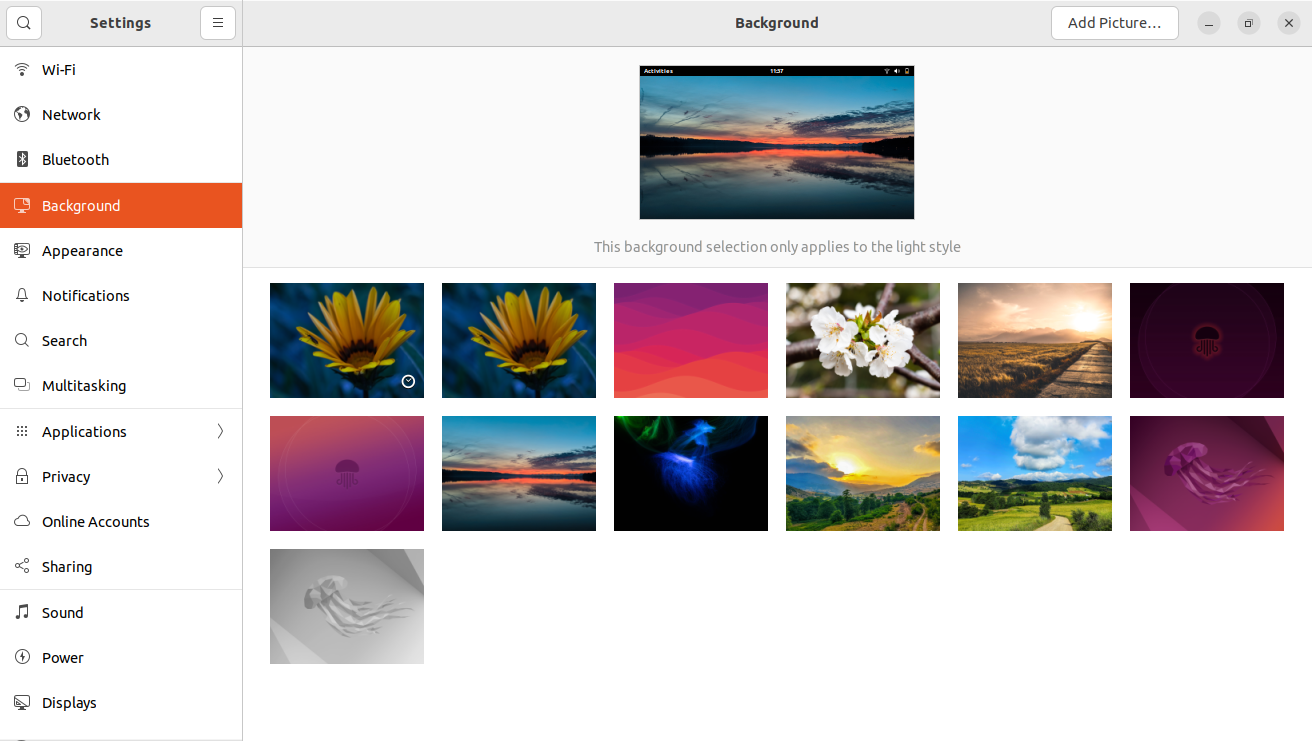 Settings
Background
Add Picture...
Wi-Fi
Network
Bluetooth
Background
Appearance
Notifications
Search
Multitasking
Applications
Privacy
Online Accounts
Sharing
Sound
Power
Displays
Activities
11:37
This background selection only applies to the light style